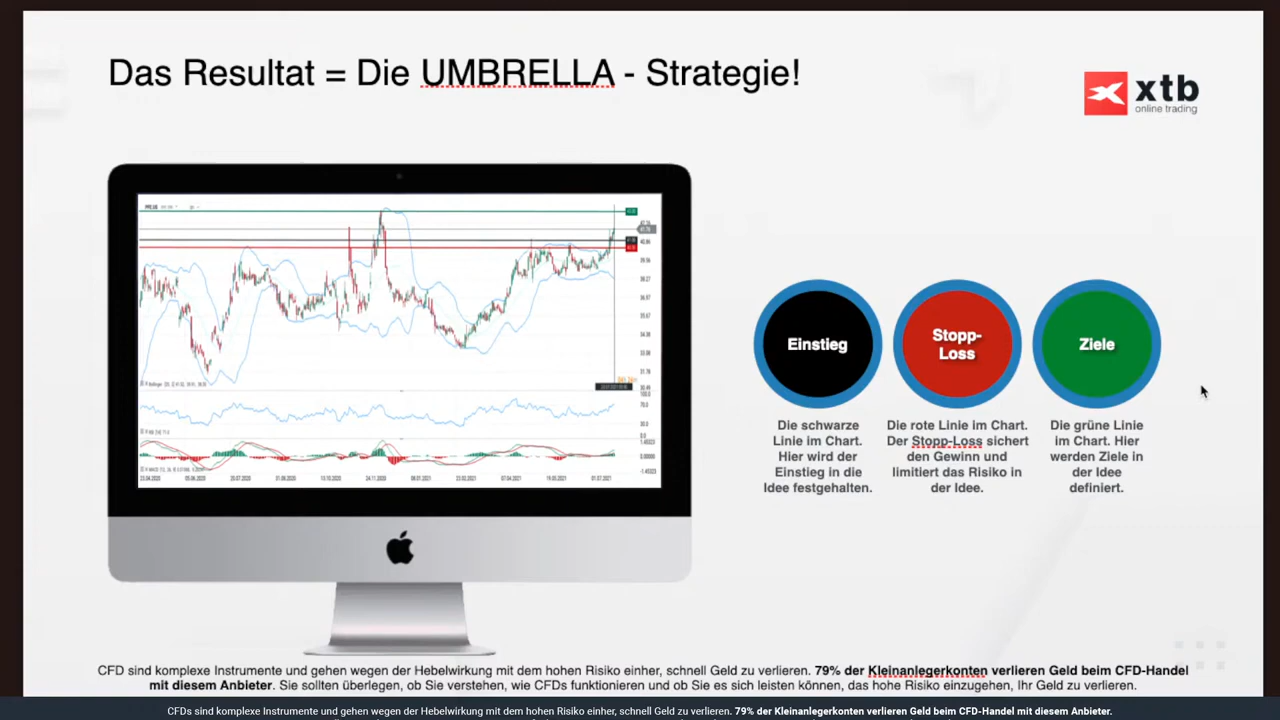 Das Resultat = Die UMBRELLA - Strategie!
xtb
online trading
Einstieg
Stopp-
Loss
Ziele
Die schwarze
Linie im Chart.
Hier wird der
Einstieg in die
Idee festgehalten.
Die rote Linie im Chart.
Der Stopp-Loss sichert
den Gewinn und
limitiert das Risiko in
der Idee.
Die grüne Linie
im Chart. Hier
werden Ziele in
der Idee
definiert.
CFD sind komplexe Instrumente und gehen wegen der Hebelwirkung mit dem hohen Risiko einher, schnell Geld zu verlieren. 79% der Kleinanlegerkonten verlieren Geld beim CFD-Handel
mit diesem Anbieter. Sie sollten überlegen, ob Sie verstehen, wie CFDs funktionieren und ob Sie es sich leisten können, das hohe Risiko einzugehen, Ihr Geld zu verlieren.
CFDs sind komplexe Instrumente und gehen wegen der Hebelwirkung mit dem hohen Risiko einher, schnell Geld zu verlieren. 79% der Kleinanlegerkonten verlieren Geld beim CFD-Handel mit diesem Anbieter.